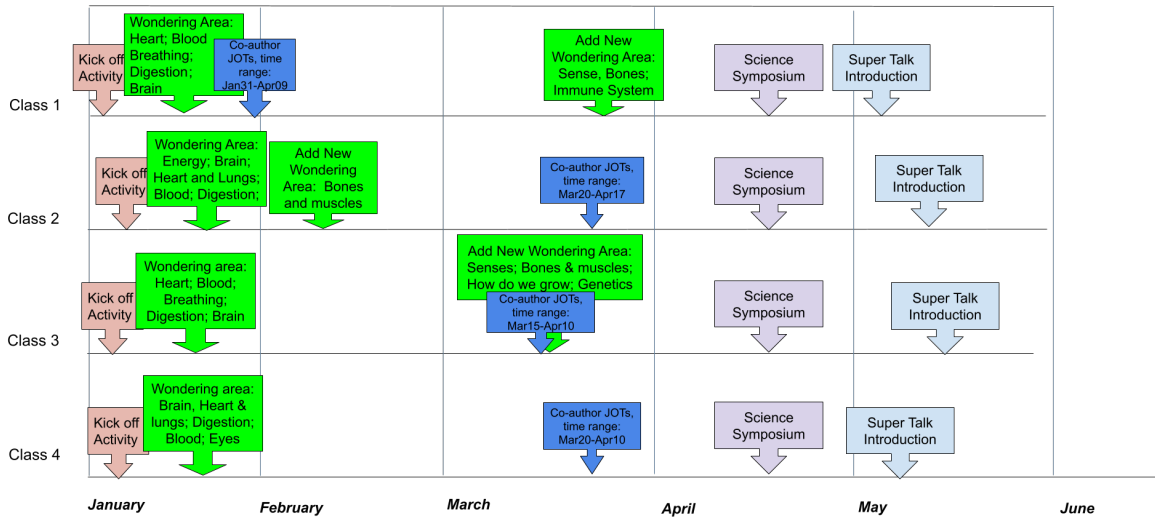 Kick off
Activity
Wondering Area:
Heart; Blood
Breathing;
Digestion;
Brain
Co-author
JOTs, time
range:
Jan31-Apr09
Add New
Wondering Area:
Sense, Bones;
Immune System
Science
Symposium
Super Talk
Introduction
Class 1
Kick off
Activity
Wondering Area:
Energy; Brain;
Heart and Lungs;
Blood; Digestion;
Add New
Wondering
Area: Bones
and muscles
Co-author JOTs,
time range:
Mar20-Apr17
Science
Symposium
Super Talk
Introduction
Class 2
Kick off
Activity
Wondering area:
Heart; Blood;
Breathing;
Digestion; Brain
Add New Wondering Area:
Senses; Bones & muscles;
How do we grow; Genetics
Co-author JOTs,
time range:
Mar15-Apr10
Science
Symposium
Super Talk
Introduction
Class 3
Kick off
Activity
Wondering area:
Brain, Heart &
lungs; Digestion;
Blood; Eyes
Co-author JOTs,
time range:
Mar20-Apr10
Science
Symposium
Super Talk
Introduction
Class 4
January February March April May June